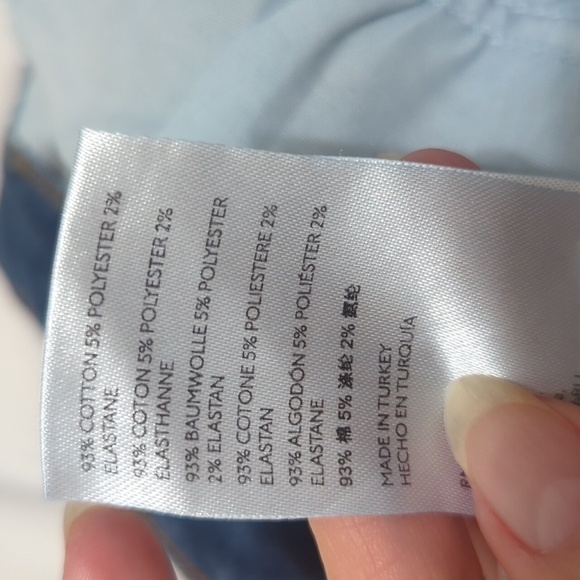 93% COTTON 5% POLYESTER 2%
ELASTANE
93% COTON 5% POLYESTER 2%
ÉLASTHANNE
93% BAUMWOLLE 5% POLYESTER
2% ELASTAN
93% COTONE 5% POLIESTERE 2%
ELASTAN
93% ALGODÓN 5% POLIÉSTER 2%
ELASTANE
93% 棉 5% 涤纶 2% 氨纶
MADE IN TURKEY
HECHO EN TURQUÍA